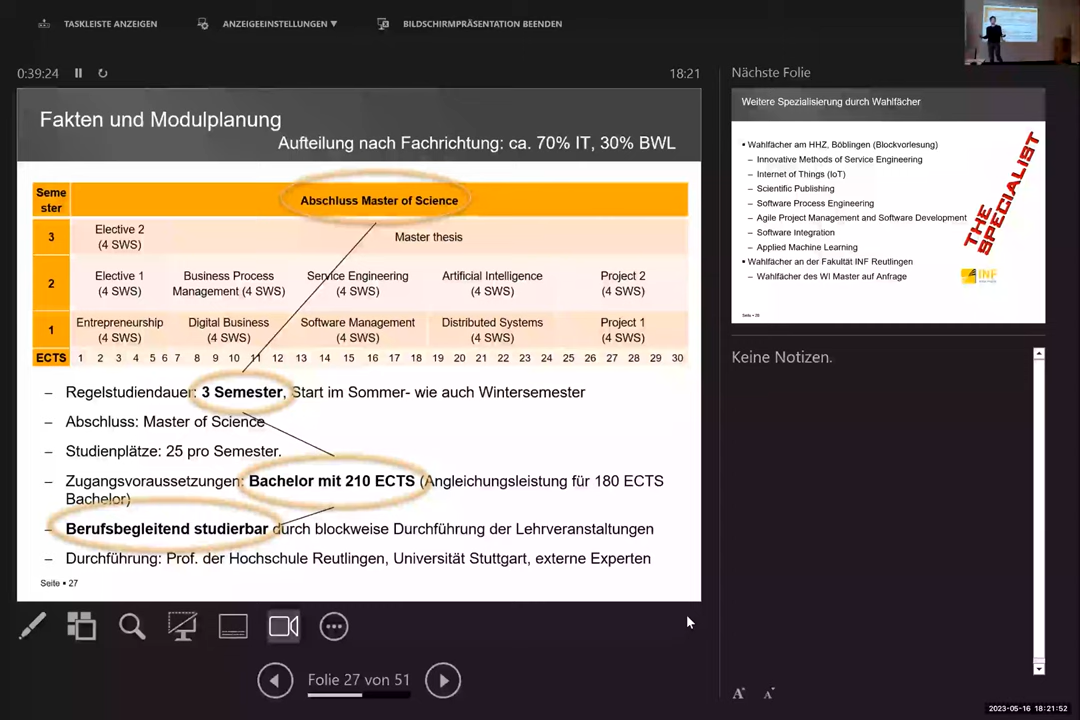 TASKLEISTE ANZEIGEN
ANZEIGEEINSTELLUNGEN ▼
BILDSCHIRMPRÄSENTATION BEENDEN
0:39:24
18:21
Fakten und Modulplanung
Aufteilung nach Fachrichtung: ca. 70% IT, 30% BWL
Seme
ster
Abschluss Master of Science
3
Elective 2
(4 SWS)
Master thesis
2
Elective 1
(4 SWS)
Business Process
Management (4 SWS)
Service Engineering
(4 SWS)
Artificial Intelligence
(4 SWS)
Project 2
(4 SWS)
1
Entrepreneurship
(4 SWS)
Digital Business
(4 SWS)
Software Management
(4 SWS)
Distributed Systems
(4 SWS)
Project 1
(4 SWS)
ECTS 1 2 3 4 5 6 7 8 9 10 11 12 13 14 15 16 17 18 19 20 21 22 23 24 25 26 27 28 29 30
– Regelstudiendauer: 3 Semester, Start im Sommer- wie auch Wintersemester
– Abschluss: Master of Science
– Studienplätze: 25 pro Semester.
– Zugangsvoraussetzungen: Bachelor mit 210 ECTS (Angleichungsleistung für 180 ECTS
Bachelor)
– Berufsbegleitend studierbar durch blockweise Durchführung der Lehrveranstaltungen
– Durchführung: Prof. der Hochschule Reutlingen, Universität Stuttgart, externe Experten
Seite ▪ 27
Folie 27 von 51
Nächste Folie
Weitere Spezialisierung durch Wahlfächer
▪ Wahlfächer am HHZ, Böblingen (Blockvorlesung)
– Innovative Methods of Service Engineering
– Internet of Things (IoT)
– Scientific Publishing
– Software Process Engineering
– Agile Project Management and Software Development
– Software Integration
– Applied Machine Learning
▪ Wahlfächer an der Fakultät INF Reutlingen
– Wahlfächer des WI Master auf Anfrage
THE
SPECIALIST
INF
Seite ▪ 28
Keine Notizen.
A A
2023-05-16 18:21:52